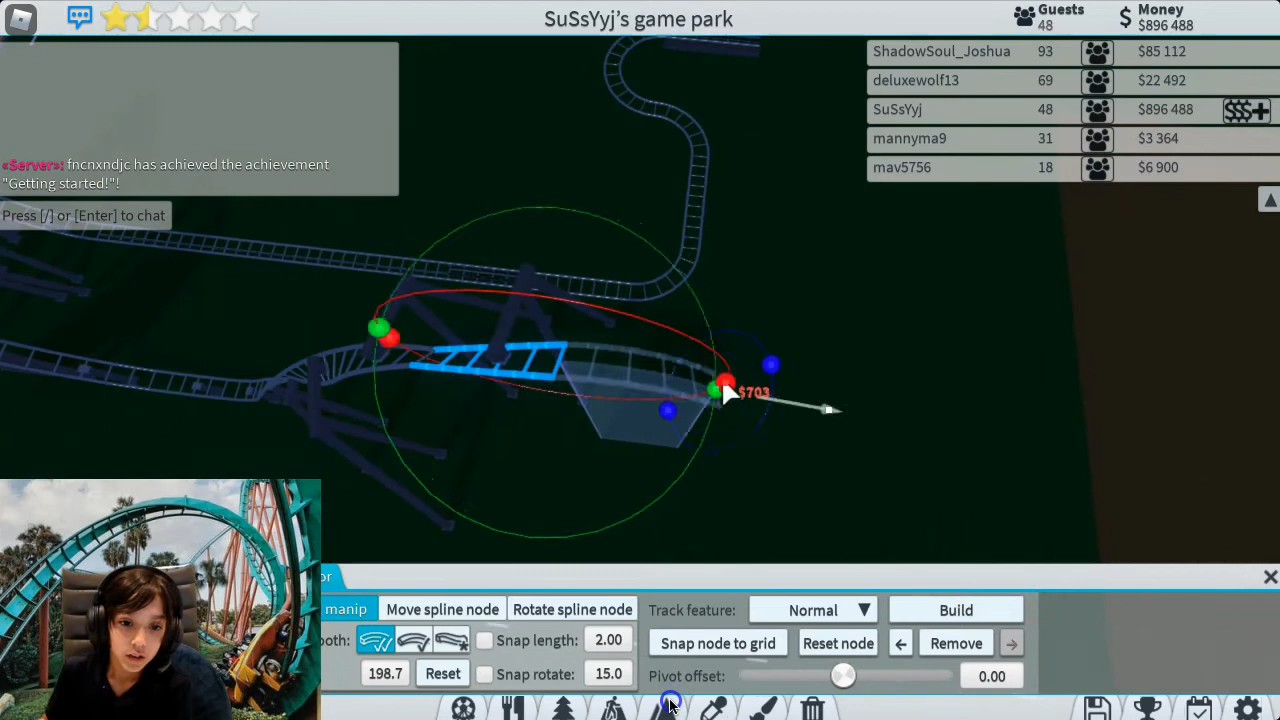 SuSsYyj's game park
Guests
48
Money
$896 488
ShadowSoul_Joshua 93 $85 112
deluxewolf13 69 $22 492
SuSsYyj 48 $896 488 $$$+
mannyma9 31 $3 364
mav5756 18 $6 900
«Server»: fncnxndjc has achieved the achievement
"Getting started!"!
Press [/] or [Enter] to chat
$703
or
manip Move spline node Rotate spline node Track feature: Normal Build
ooth: Snap length: 2.00 Snap node to grid Reset node Remove
198.7 Reset Snap rotate: 15.0 Pivot offset: 0.00